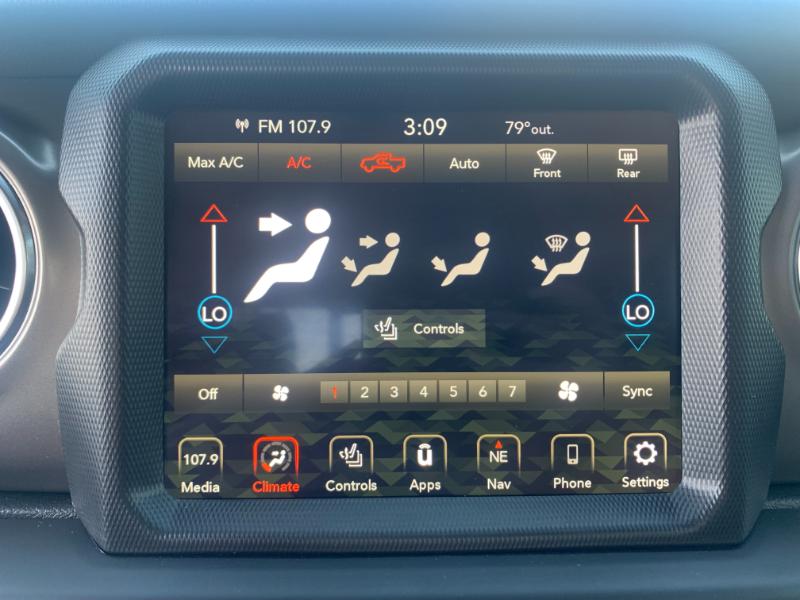 FM 107.9 3:09 79° out.
Max A/C A/C Auto Front Rear
LO LO
Controls
Off 1 2 3 4 5 6 7 Sync
107.9 NE
Media Climate Controls Apps Nav Phone Settings